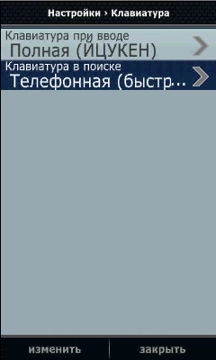 Настройки › Клавиатура
Клавиатура при вводе
Полная (ЙЦУКЕН)
Клавиатура в поиске
Телефонная (быстр...
изменить
закрыть